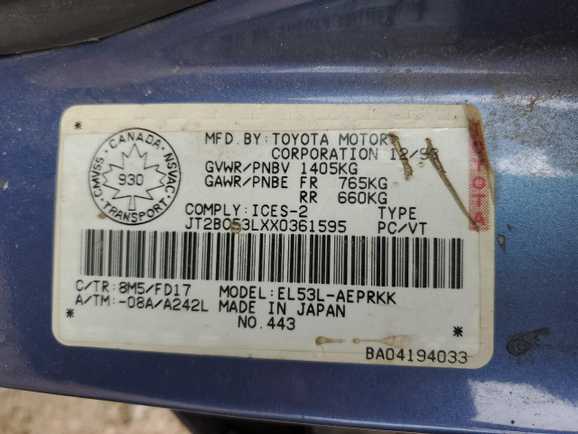 CMVSS · CANADA · NSVAC
930
TRANSPORT
MFD. BY: TOYOTA MOTOR
CORPORATION 12/98
GVWR/PNBV 1405KG
GAWR/PNBE FR 765KG
RR 660KG
COMPLY: ICES-2 TYPE
JT2BC53LXX0361595 PC/VT
C/TR: 8M5/FD17 MODEL: EL53L-AEPRKK
A/TM: -08A/A242L MADE IN JAPAN
NO. 443
BA04194033
TOYOTA